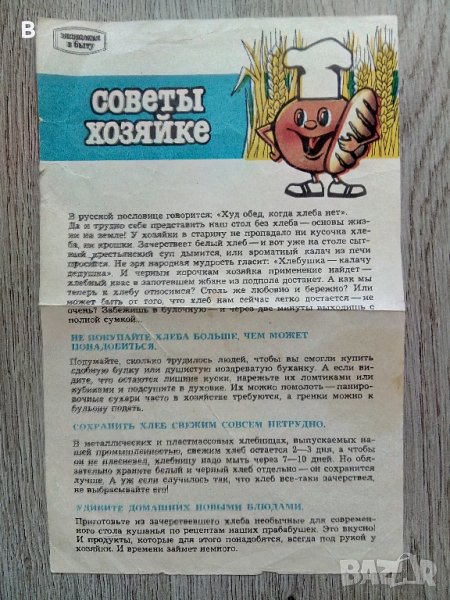 В
экономия
в быту
СОВЕТЫ
ХОЗЯЙКЕ
В русской пословице говорится: «Худ обед, когда хлеба нет».
Да и трудно себе представить наш стол без хлеба — основы жиз-
ни на земле! У хозяйки в старину не пропадало ни кусочка хле-
ба, ни крошки. Зачерствеет белый хлеб — и вот уже на столе сыт-
ный крестьянский суп дымится, или ароматный калач из печи
просится. Не зря народная мудрость гласит: «Хлебушка — калачу
дедушка». И черным корочкам хозяйка применение найдет —
хлебный квас в запотевшем жбане из подпола достанет. А как мы
теперь к хлебу относимся? Столь же любовно и бережно? Или
может быть от того, что хлеб нам сейчас легко достается — не
очень? Забежишь в булочную — и через две минуты выходишь с
полной сумкой..
НЕ ПОКУПАЙТЕ ХЛЕБА БОЛЬШЕ, ЧЕМ МОЖЕТ
ПОНАДОБИТЬСЯ.
Подумайте, сколько трудилось людей, чтобы вы смогли купить
сдобную булку или душистую ноздреватую буханку. А если ви-
дите, что остаются лишние куски, нарежьте их ломтиками или
кубиками и подсушите в духовке. Их можно помолоть — паниро-
вочные сухари часто в хозяйстве требуются, а гренки можно к
бульону подать.
СОХРАНИТЬ ХЛЕБ СВЕЖИМ СОВСЕМ НЕТРУДНО.
В металлических и пластмассовых хлебницах, выпускаемых на-
шей промышленностью, свежим хлеб остается 2—3 дня, а чтобы
он не плесневел, хлебницу надо мыть через 7—10 дней. Но обя-
зательно храните белый и черный хлеб отдельно — он сохранится
лучше. А уж если случилось так, что хлеб все-таки зачерствел,
не выбрасывайте его!
УДИВИТЕ ДОМАШНИХ НОВЫМИ БЛЮДАМИ.
Приготовьте из зачерствевшего хлеба необычные для современ-
ного стола кушанья по рецептам наших прабабушек. Это вкусно!
И продукты, которые для этого понадобятся, всегда под рукой у
хозяйки. И времени займет немного.
BAZAR.BG